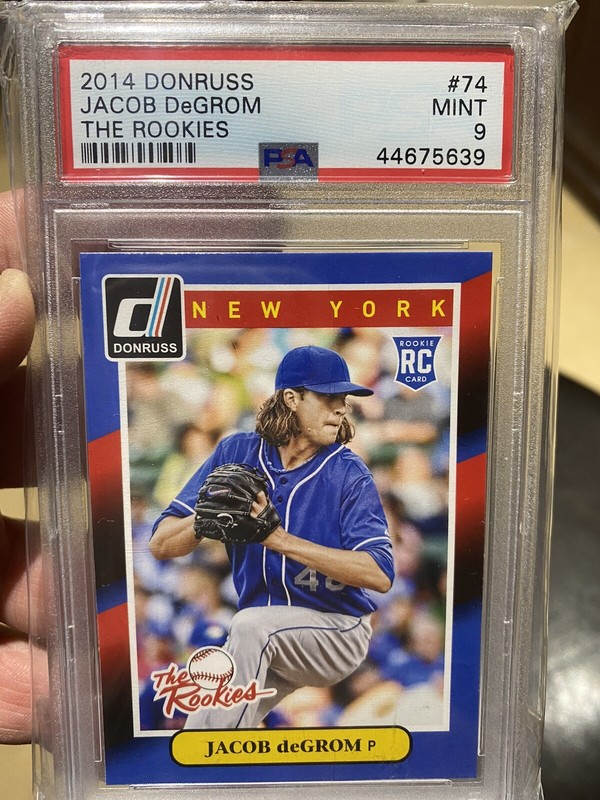 2014 DONRUSS #74
JACOB DeGROM MINT
THE ROOKIES 9
PSA 44675639
d
DONRUSS
NEW YORK
ROOKIE
RC
CARD
48
The
Rookies
JACOB deGROM P